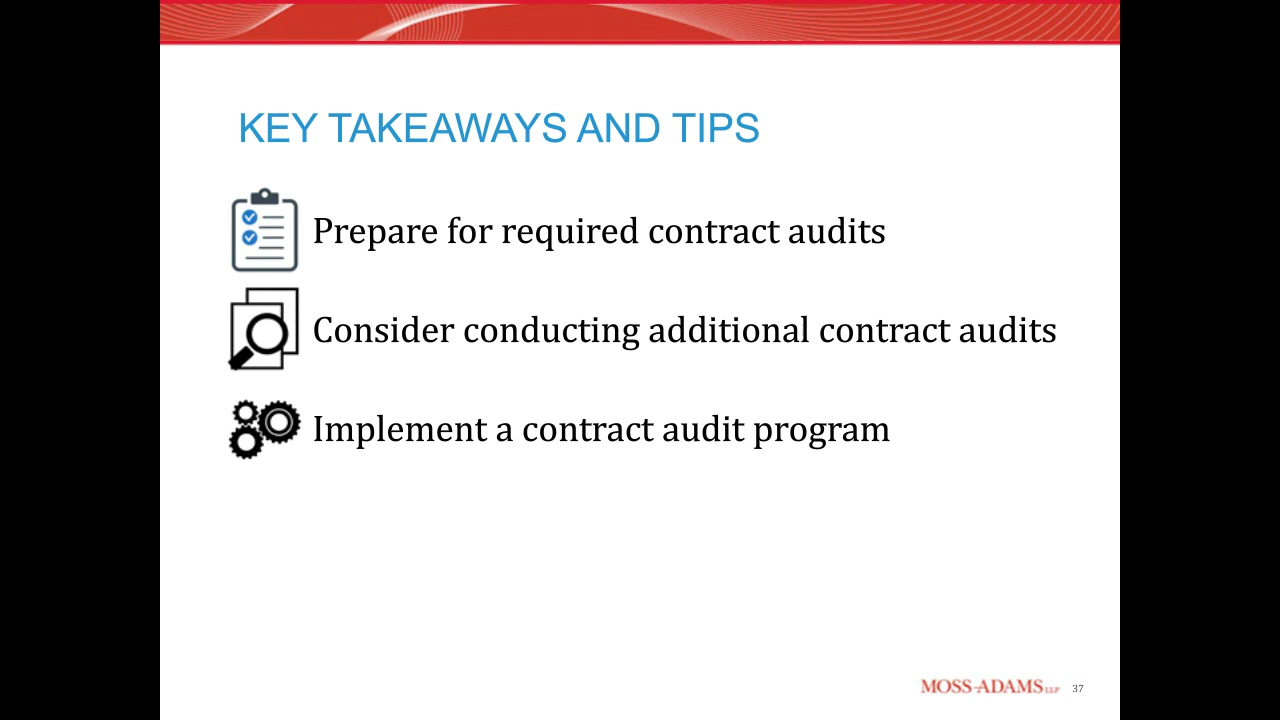 KEY TAKEAWAYS AND TIPS
Prepare for required contract audits
Consider conducting additional contract audits
Implement a contract audit program
MOSS-ADAMS LLP 37